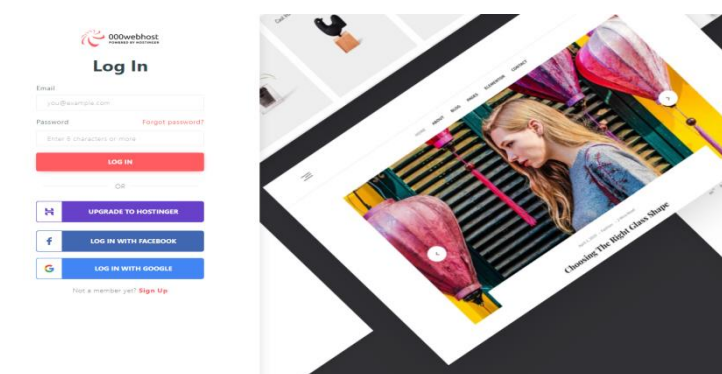 000webhost
POWERED BY HOSTINGER
Log In
Email
you@example.com
Password Forgot password?
Enter 6 characters or more
LOG IN
OR
UPGRADE TO HOSTINGER
LOG IN WITH FACEBOOK
LOG IN WITH GOOGLE
Not a member yet? Sign Up
HOME ABOUT BLOG PAGES ELEMENTOR CONTACT
Choosing The Right Glass Shape